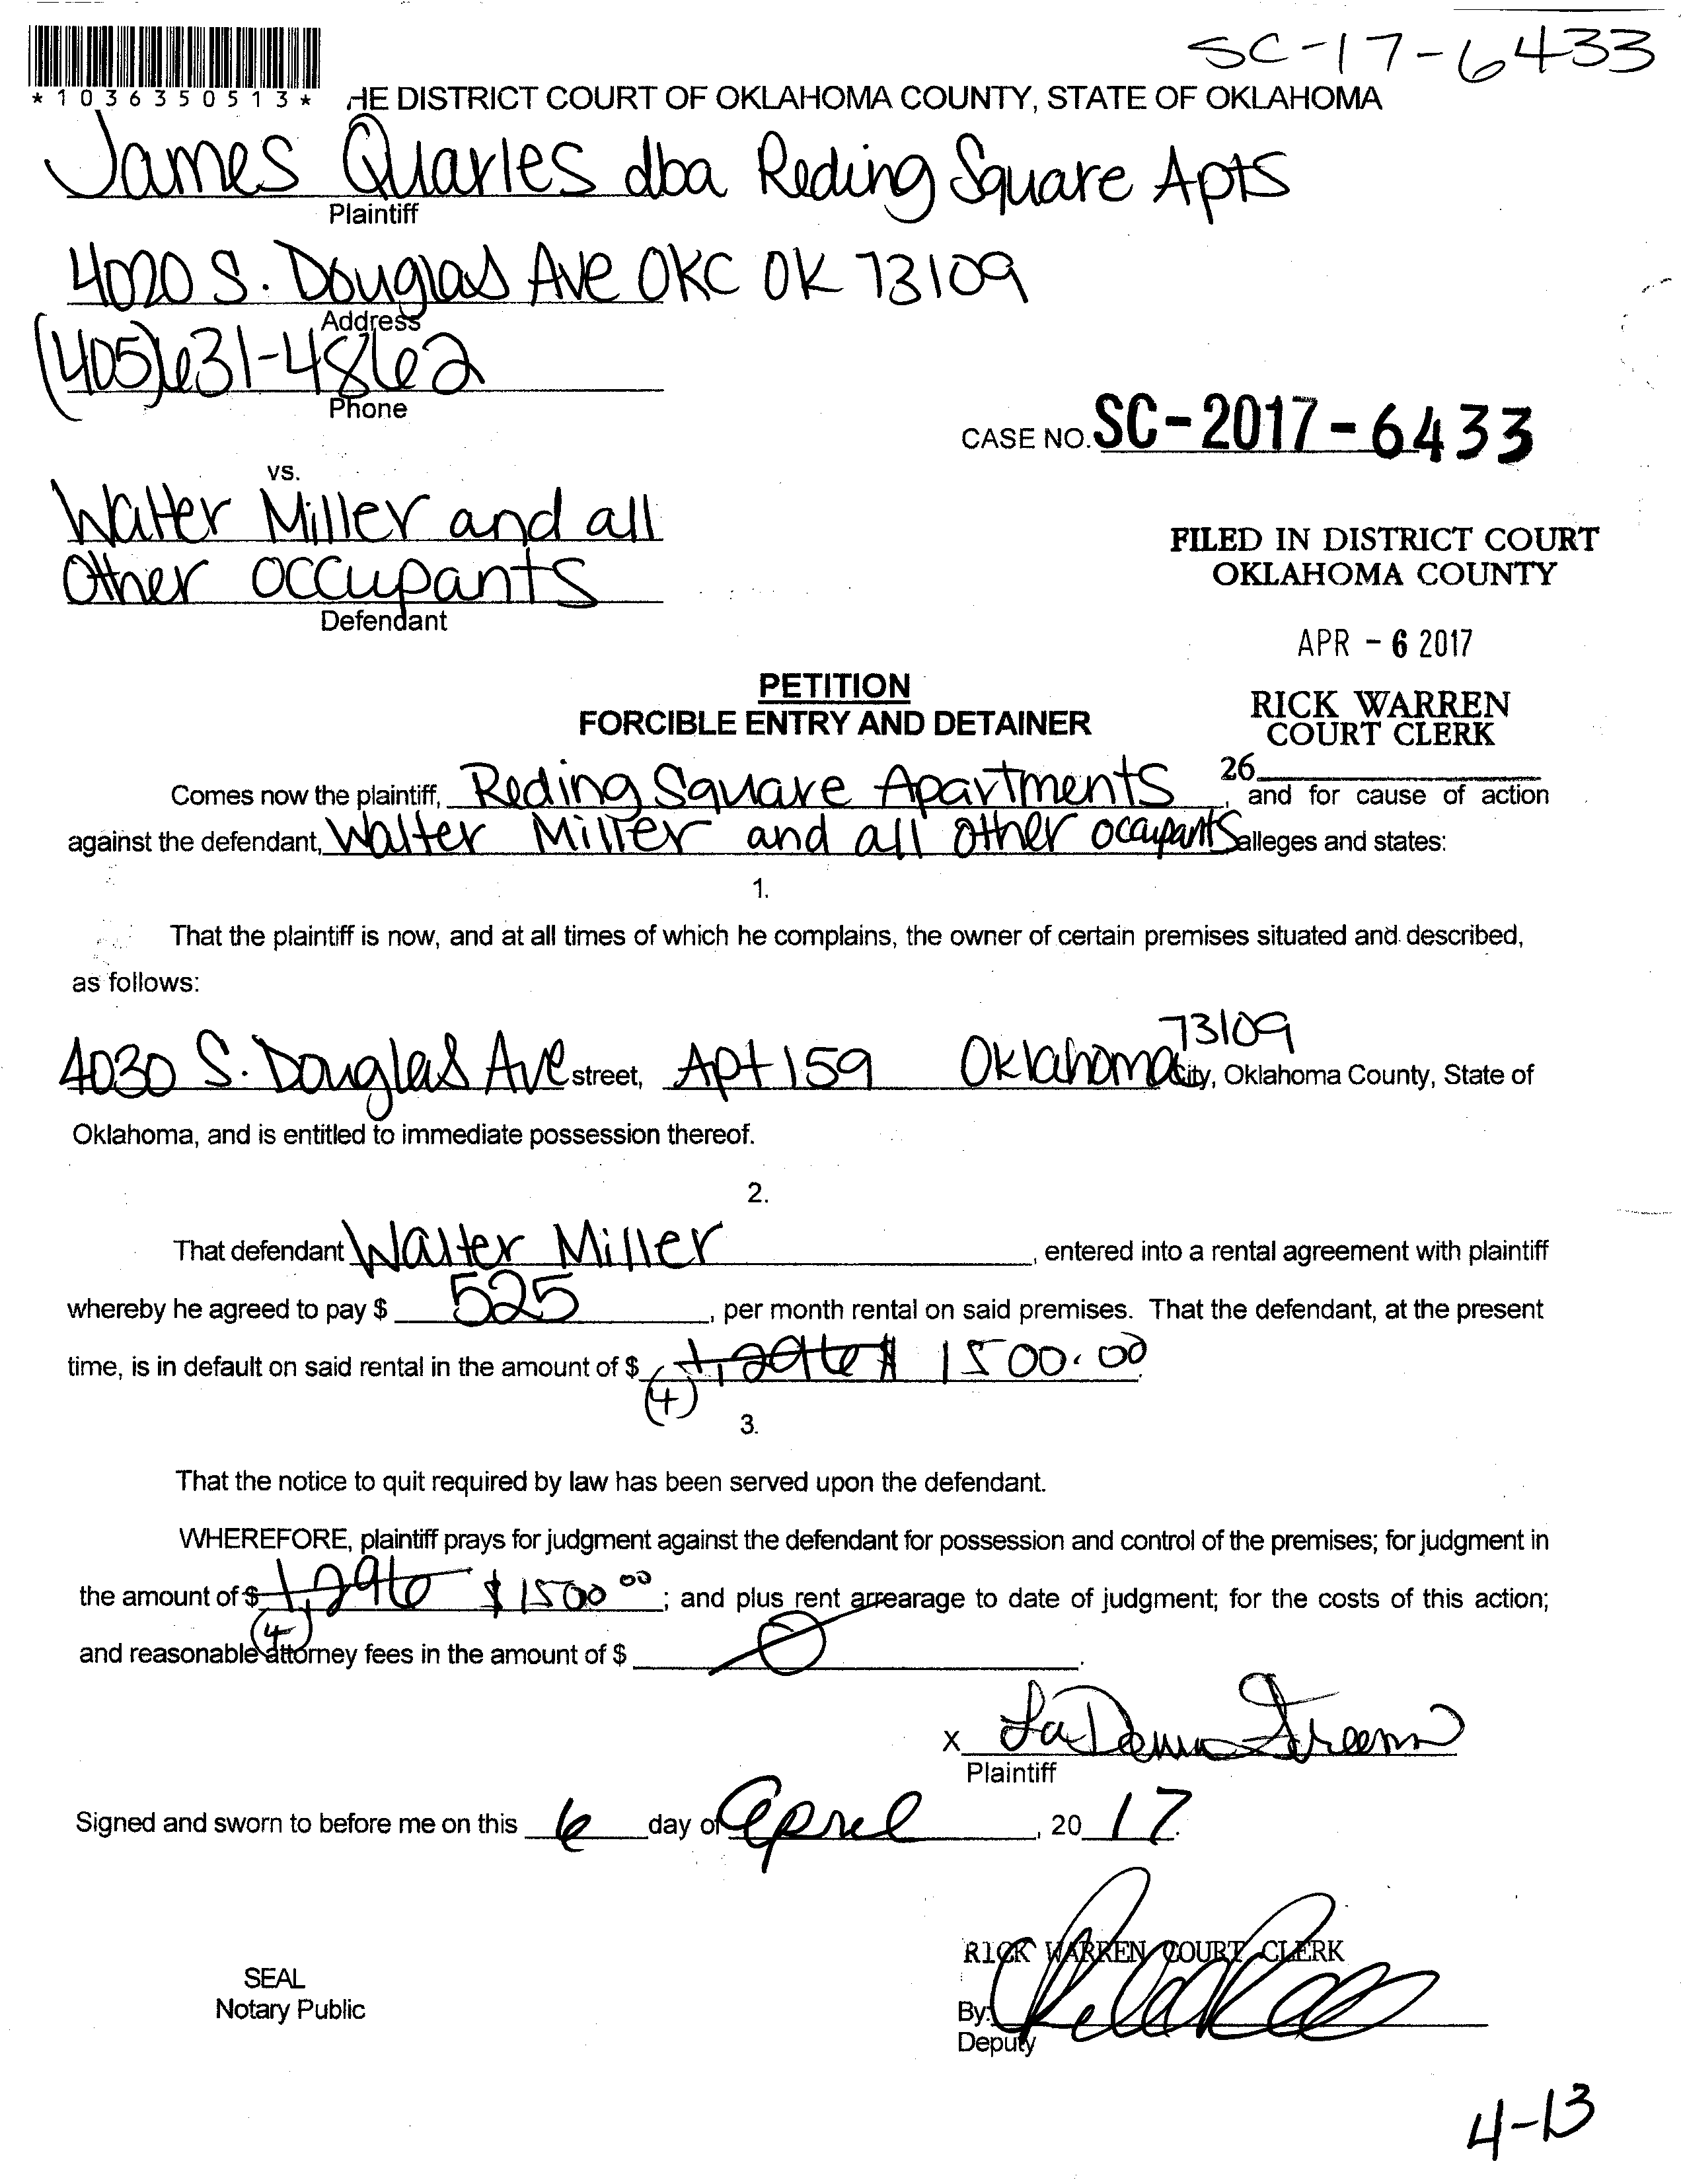 SC-17-6433
*1036350513* HE DISTRICT COURT OF OKLAHOMA COUNTY, STATE OF OKLAHOMA
James Quarles dba Reding Square Apts
Plaintiff
4020 S. Douglas Ave OKC OK 73109
Address
(405)631-4862
Phone
CASE NO. SC-2017-6433
vs.
Walter Miller and all
Other occupants
Defendant
FILED IN DISTRICT COURT
OKLAHOMA COUNTY
APR - 6 2017
RICK WARREN
COURT CLERK
26
PETITION
FORCIBLE ENTRY AND DETAINER
Comes now the plaintiff, Reding Square Apartments, and for cause of action
against the defendant, Walter Miller and all other occupants alleges and states:
1.
That the plaintiff is now, and at all times of which he complains, the owner of certain premises situated and described,
as follows:
73109
4030 S. Douglas Ave street, Apt 159 Oklahoma City, Oklahoma County, State of
Oklahoma, and is entitled to immediate possession thereof.
2.
That defendant Walter Miller, entered into a rental agreement with plaintiff
whereby he agreed to pay $ 525, per month rental on said premises. That the defendant, at the present
time, is in default on said rental in the amount of $ 1,296 $ 1500.00.
(4)
3.
That the notice to quit required by law has been served upon the defendant.
WHEREFORE, plaintiff prays for judgment against the defendant for possession and control of the premises; for judgment in
the amount of $ 1,296 $ 1500 00; and plus rent arrearage to date of judgment; for the costs of this action;
(4)
and reasonable attorney fees in the amount of $ 0.
X
Plaintiff
Signed and sworn to before me on this 6 day of April, 20 17.
RICK WARREN COURT CLERK
SEAL
Notary Public
By:
Deputy
4-13